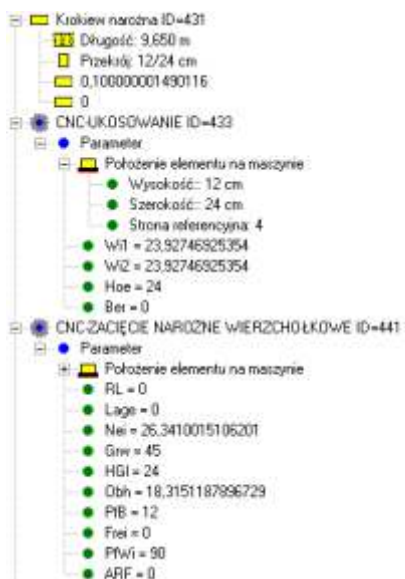 Krokiew narożna ID=431
Długość: 9,650 m
Przekrój: 12/24 cm
0,100000001490116
0
CNC-UKOSOWANIE ID=433
Parameter
Położenie elementu na maszynie
Wysokość:: 12 cm
Szerokość:: 24 cm
Strona referencyjna: 4
Wi1 = 23,92746925354
Wi2 = 23,92746925354
Hoe = 24
Ber = 0
CNC-ZACIĘCIE NAROŻNE WIERZCHOŁKOWE ID=441
Parameter
Położenie elementu na maszynie
RL = 0
Lage = 0
Nei = 26,3410015106201
Grw = 45
HGl = 24
Obh = 18,3151187896729
PfB = 12
Frei = 0
PfWi = 90
ARF = 0